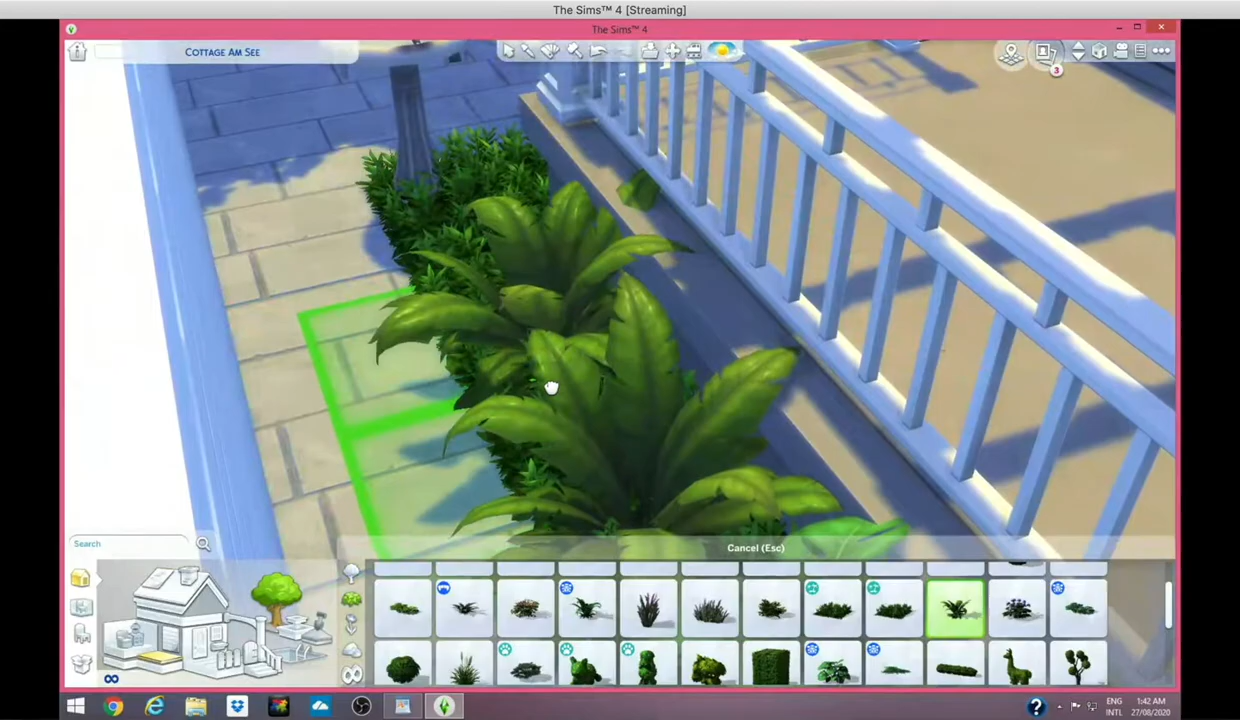 The Sims™ 4 [Streaming]
The Sims™ 4
Cottage Am See
3
Cancel (Esc)
Search
?
ENG
INTL
1:42 AM
27/08/2020